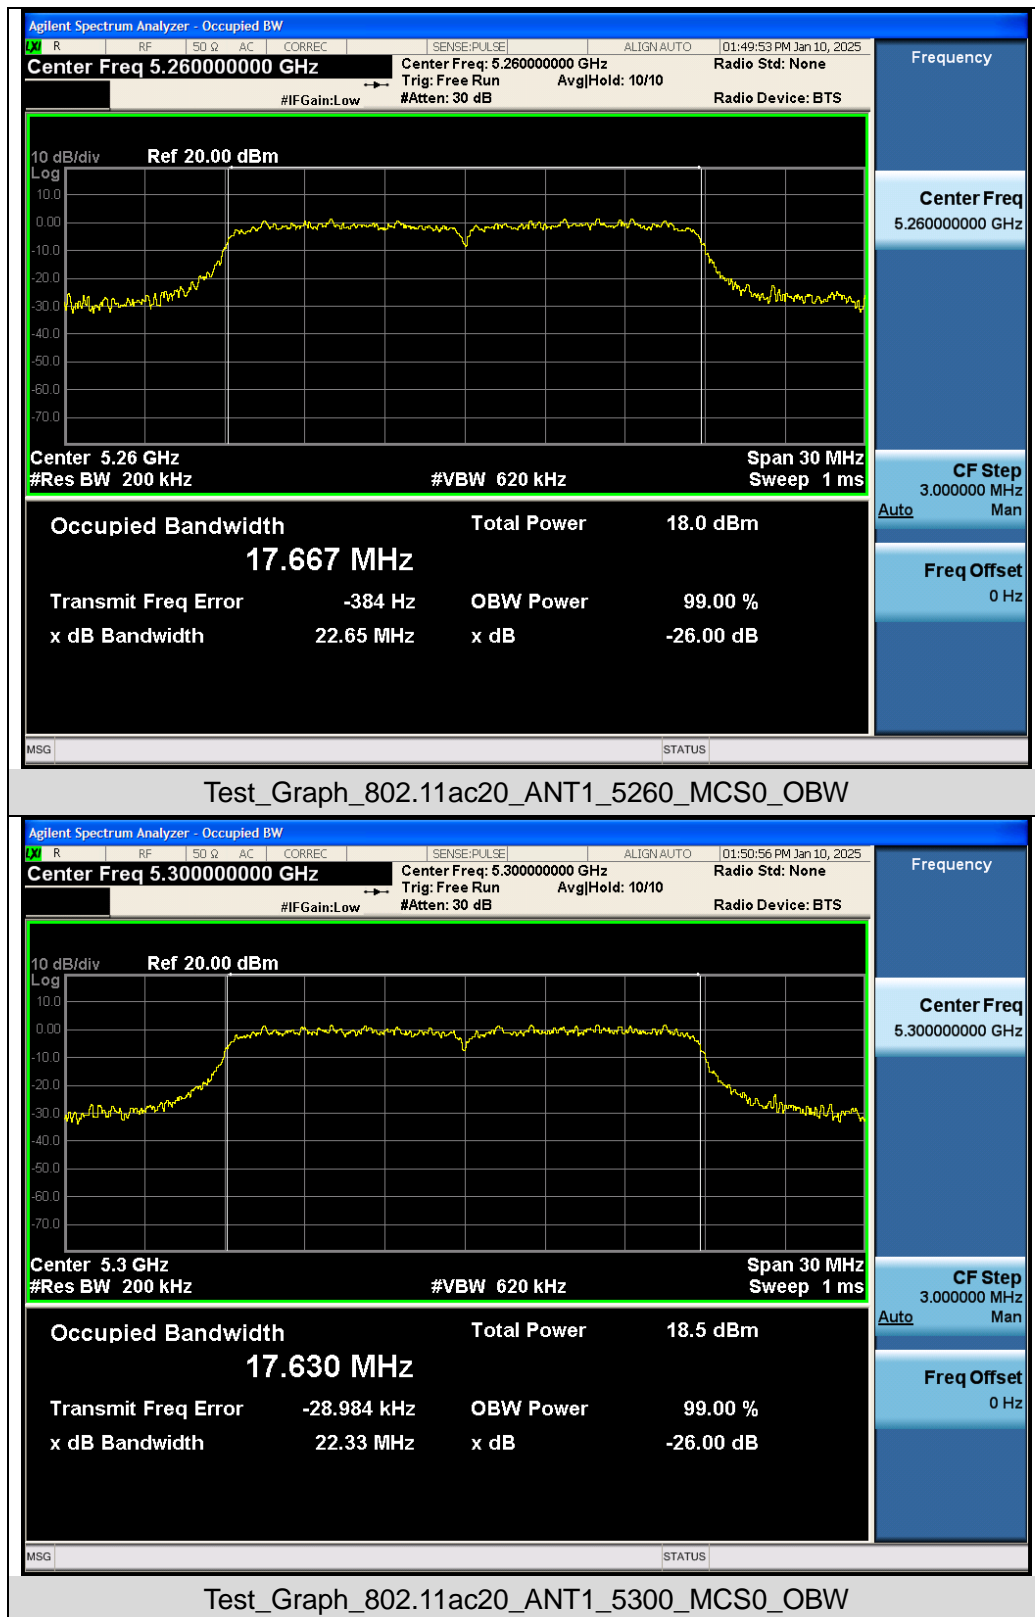 Agilent Spectrum Analyzer - Occupied BW
LXI R RF 50 Ω AC CORREC SENSE:PULSE ALIGN AUTO 01:49:53 PM Jan 10, 2025
Center Freq 5.260000000 GHz
Center Freq: 5.260000000 GHz
Radio Std: None
Trig: Free Run Avg|Hold: 10/10
#IFGain:Low
#Atten: 30 dB
Radio Device: BTS
Frequency
10 dB/div Ref 20.00 dBm
Log
10.0
0.00
-10.0
-20.0
-30.0
-40.0
-50.0
-60.0
-70.0
Center Freq
5.260000000 GHz
Center 5.26 GHz Span 30 MHz
#Res BW 200 kHz #VBW 620 kHz Sweep 1 ms
CF Step
3.000000 MHz
Auto Man
Occupied Bandwidth Total Power 18.0 dBm
17.667 MHz
Transmit Freq Error -384 Hz OBW Power 99.00 %
x dB Bandwidth 22.65 MHz x dB -26.00 dB
Freq Offset
0 Hz
MSG STATUS
Test_Graph_802.11ac20_ANT1_5260_MCS0_OBW
Agilent Spectrum Analyzer - Occupied BW
LXI R RF 50 Ω AC CORREC SENSE:PULSE ALIGN AUTO 01:50:56 PM Jan 10, 2025
Center Freq 5.300000000 GHz
Center Freq: 5.300000000 GHz
Radio Std: None
Trig: Free Run Avg|Hold: 10/10
#IFGain:Low
#Atten: 30 dB
Radio Device: BTS
Frequency
10 dB/div Ref 20.00 dBm
Log
10.0
0.00
-10.0
-20.0
-30.0
-40.0
-50.0
-60.0
-70.0
Center Freq
5.300000000 GHz
Center 5.3 GHz Span 30 MHz
#Res BW 200 kHz #VBW 620 kHz Sweep 1 ms
CF Step
3.000000 MHz
Auto Man
Occupied Bandwidth Total Power 18.5 dBm
17.630 MHz
Transmit Freq Error -28.984 kHz OBW Power 99.00 %
x dB Bandwidth 22.33 MHz x dB -26.00 dB
Freq Offset
0 Hz
MSG STATUS
Test_Graph_802.11ac20_ANT1_5300_MCS0_OBW